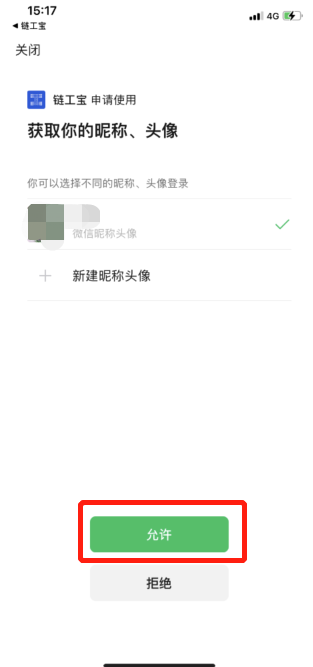 15:17
4G
◀ 链工宝
关闭
链工宝 申请使用
获取你的昵称、头像
你可以选择不同的昵称、头像登录
微信昵称头像
新建昵称头像
允许
拒绝